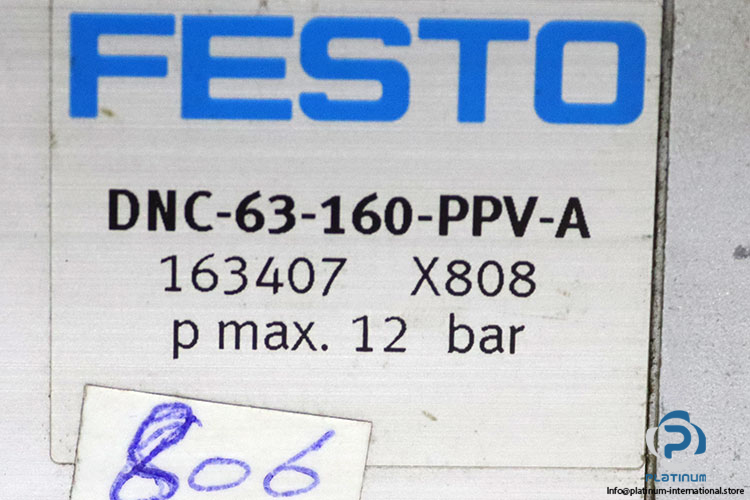 FESTO
DNC-63-160-PPV-A
163407 X808
p max. 12 bar
806
PLATINUM
Info@platinum-international.store